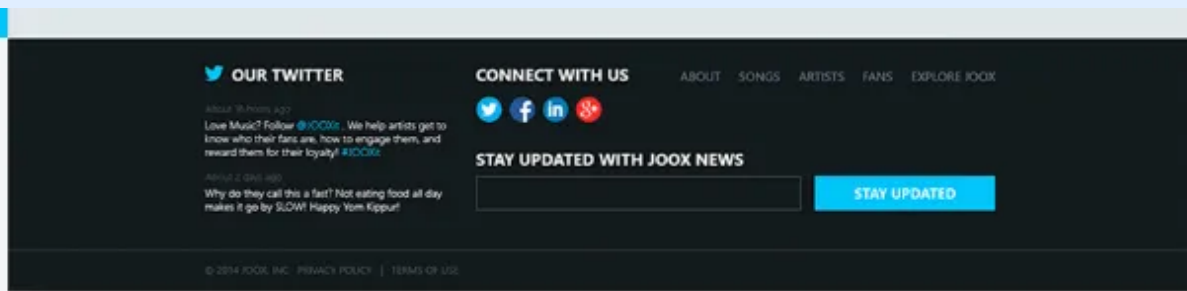 OUR TWITTER
About 16 hours ago
Love Music? Follow @JOOXit . We help artists get to
know who their fans are, how to engage them, and
reward them for their loyalty! #JOOXit
About 2 days ago
Why do they call this a fast? Not eating food all day
makes it go by SLOW! Happy Yom Kippur!
CONNECT WITH US
ABOUT SONGS ARTISTS FANS EXPLORE JOOX
STAY UPDATED WITH JOOX NEWS
STAY UPDATED
© 2014 JOOX, INC PRIVACY POLICY | TERMS OF USE